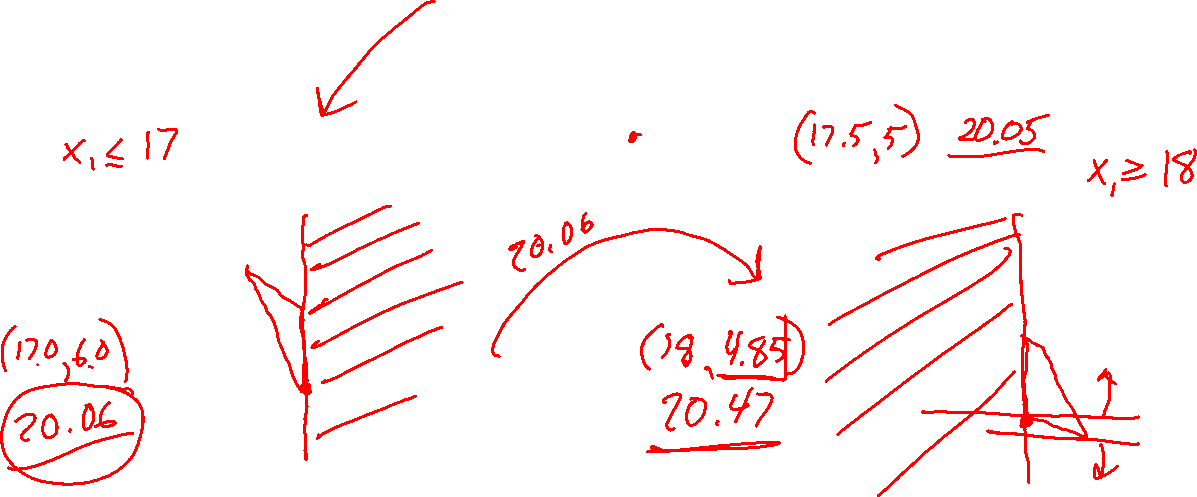 x₁ ≤ 17
(17.5, 5) 20.05
x₁ ≥ 18
20.06
(17.0, 6.0)
20.06
(18, 4.85)
20.47